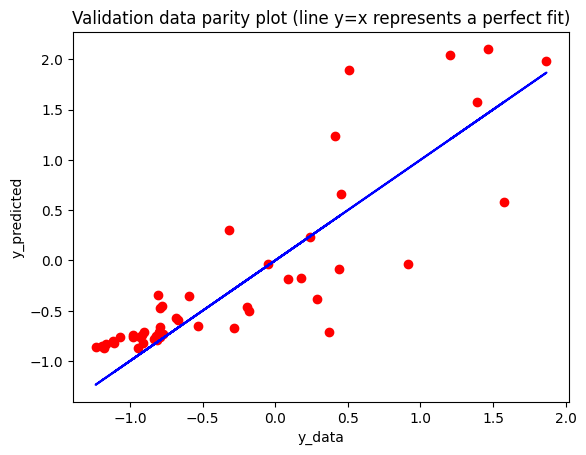 Validation data parity plot (line y=x represents a perfect fit)
2.0
1.5
1.0
0.5
0.0
−0.5
−1.0
y_predicted
−1.0 −0.5 0.0 0.5 1.0 1.5 2.0
y_data